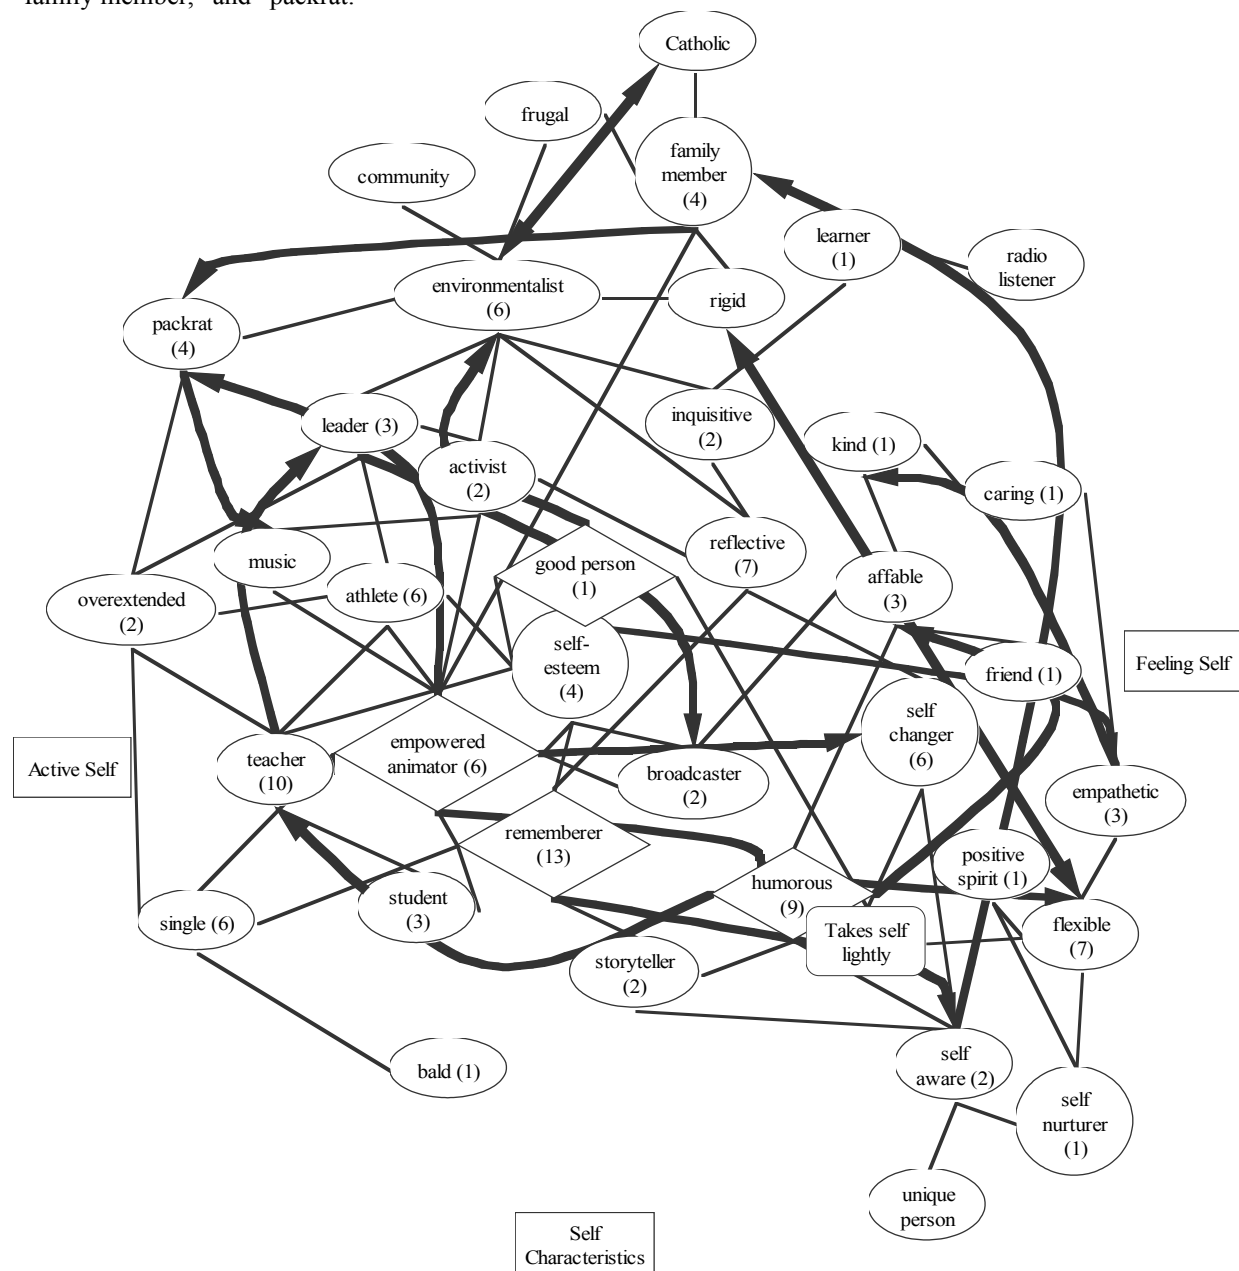 family member," and "packrat."
Catholic
frugal
family
member
(4)
community
learner
(1)
radio
listener
environmentalist
(6)
rigid
packrat
(4)
leader (3)
inquisitive
(2)
kind (1)
activist
(2)
caring (1)
music
good person
(1)
reflective
(7)
affable
(3)
overextended
(2)
athlete (6)
self-
esteem
(4)
friend (1)
Feeling Self
self
changer
(6)
Active Self
teacher
(10)
empowered
animator (6)
broadcaster
(2)
empathetic
(3)
rememberer
(13)
positive
spirit (1)
humorous
(9)
student
(3)
single (6)
Takes self
lightly
flexible
(7)
storyteller
(2)
bald (1)
self
aware (2)
self
nurturer
(1)
unique
person
Self
Characteristics